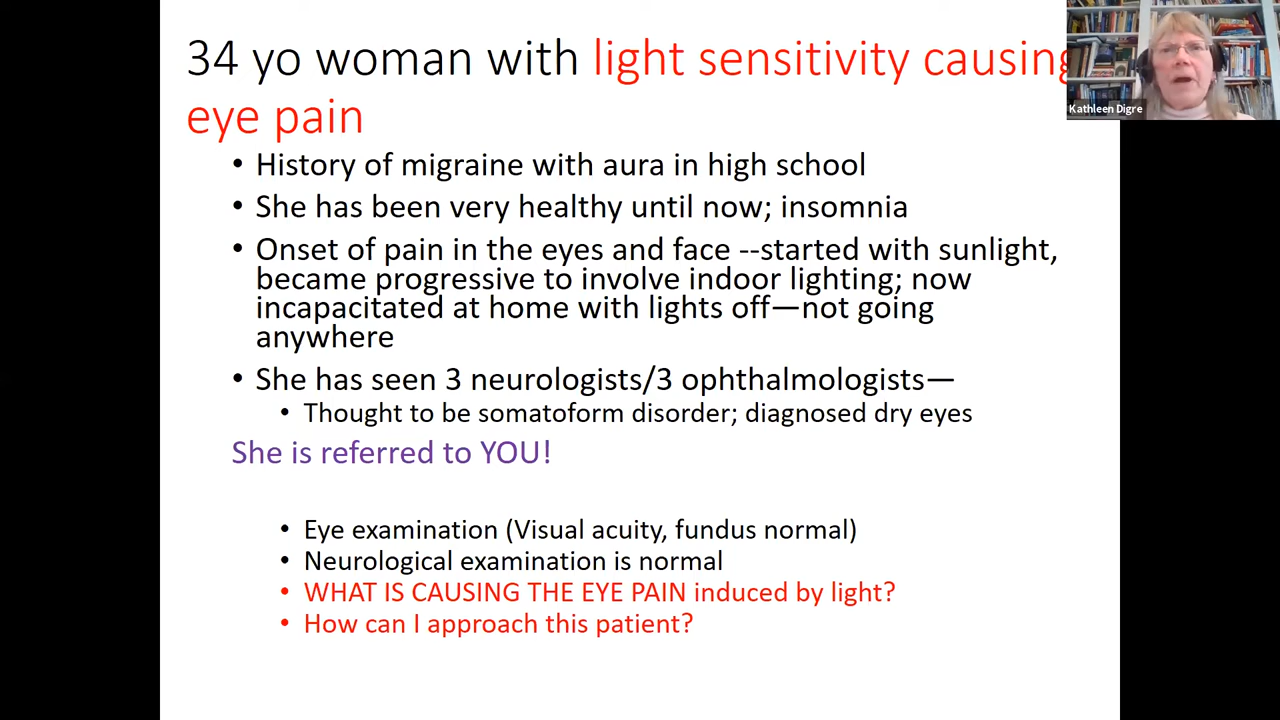 34 yo woman with light sensitivity causing
eye pain
• History of migraine with aura in high school
• She has been very healthy until now; insomnia
• Onset of pain in the eyes and face --started with sunlight,
became progressive to involve indoor lighting; now
incapacitated at home with lights off—not going
anywhere
• She has seen 3 neurologists/3 ophthalmologists—
• Thought to be somatoform disorder; diagnosed dry eyes
She is referred to YOU!
• Eye examination (Visual acuity, fundus normal)
• Neurological examination is normal
• WHAT IS CAUSING THE EYE PAIN induced by light?
• How can I approach this patient?
Kathleen Digre